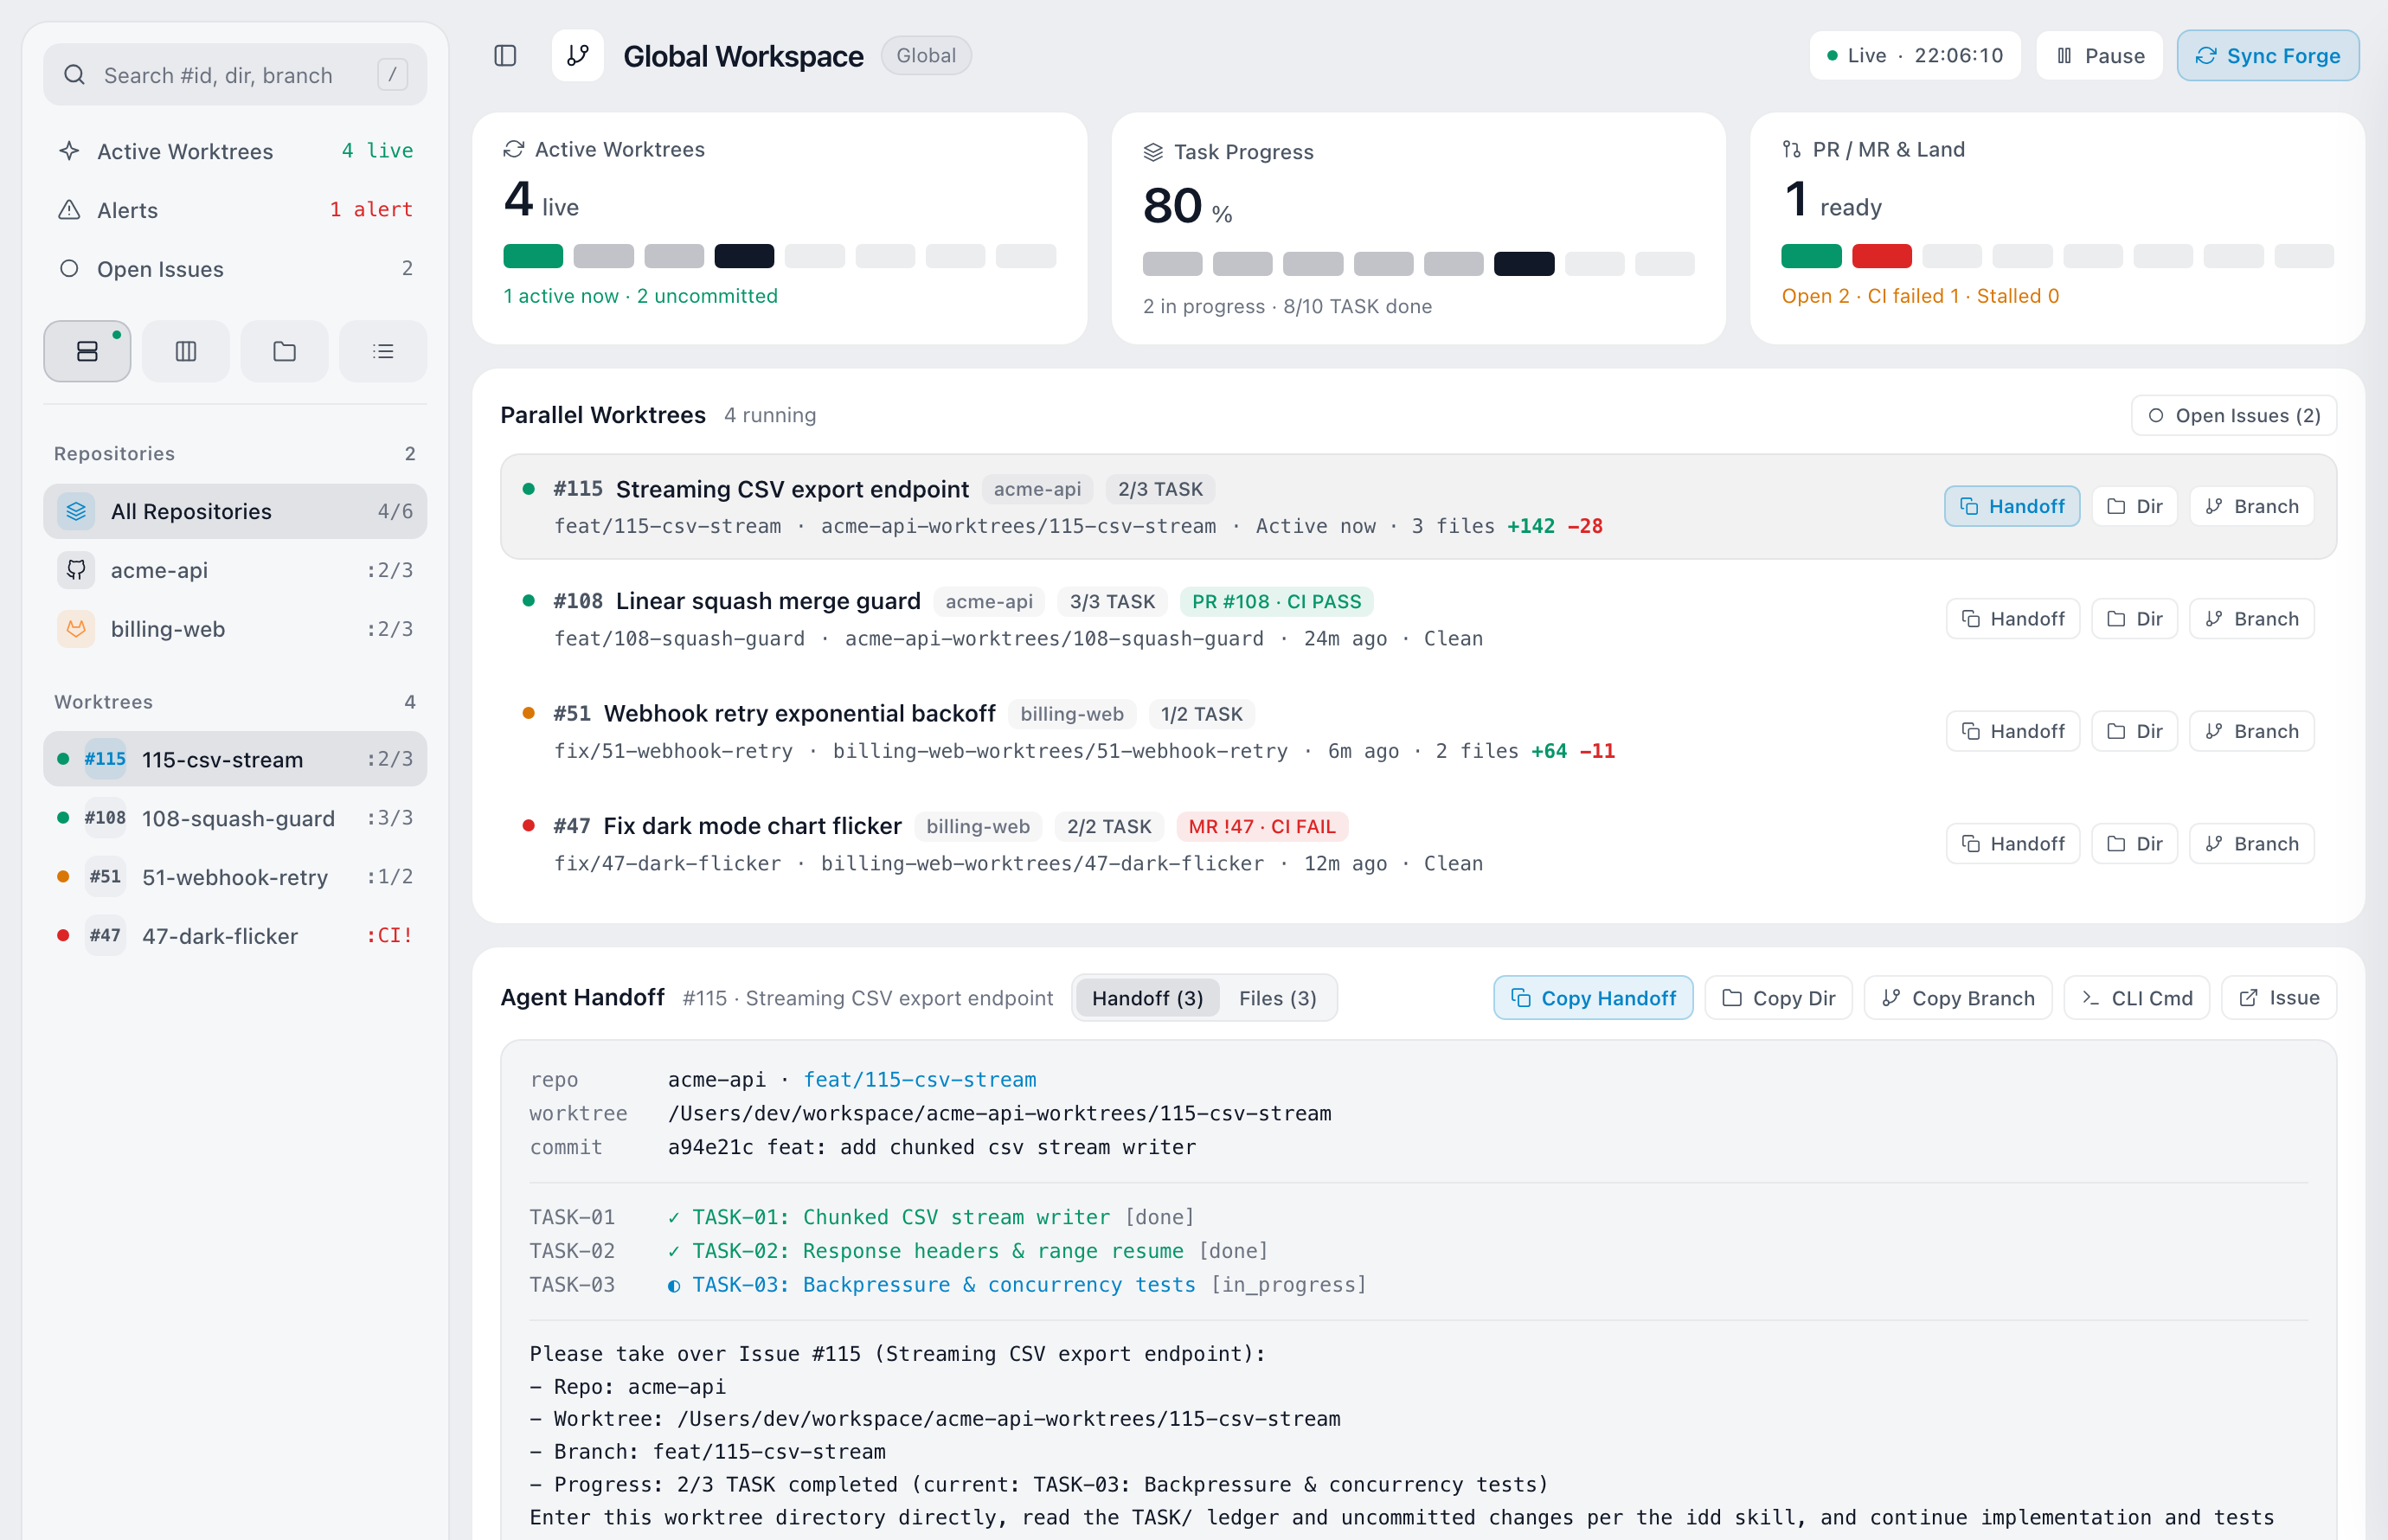 Search #id, dir, branch /
Active Worktrees 4 live
Alerts 1 alert
Open Issues 2
Repositories 2
All Repositories 4/6
acme-api :2/3
billing-web :2/3
Worktrees 4
#115 115-csv-stream :2/3
#108 108-squash-guard :3/3
#51 51-webhook-retry :1/2
#47 47-dark-flicker :CI!
Global Workspace Global
Live · 22:06:10 Pause Sync Forge
Active Worktrees
4 live
1 active now · 2 uncommitted
Task Progress
80 %
2 in progress · 8/10 TASK done
PR / MR & Land
1 ready
Open 2 · CI failed 1 · Stalled 0
Parallel Worktrees 4 running Open Issues (2)
#115 Streaming CSV export endpoint acme-api 2/3 TASK
feat/115-csv-stream · acme-api-worktrees/115-csv-stream · Active now · 3 files +142 -28
Handoff Dir Branch
#108 Linear squash merge guard acme-api 3/3 TASK PR #108 · CI PASS
feat/108-squash-guard · acme-api-worktrees/108-squash-guard · 24m ago · Clean
Handoff Dir Branch
#51 Webhook retry exponential backoff billing-web 1/2 TASK
fix/51-webhook-retry · billing-web-worktrees/51-webhook-retry · 6m ago · 2 files +64 -11
Handoff Dir Branch
#47 Fix dark mode chart flicker billing-web 2/2 TASK MR !47 · CI FAIL
fix/47-dark-flicker · billing-web-worktrees/47-dark-flicker · 12m ago · Clean
Handoff Dir Branch
Agent Handoff #115 · Streaming CSV export endpoint Handoff (3) Files (3) Copy Handoff Copy Dir Copy Branch CLI Cmd Issue
repo acme-api · feat/115-csv-stream
worktree /Users/dev/workspace/acme-api-worktrees/115-csv-stream
commit a94e21c feat: add chunked csv stream writer
TASK-01 ✓ TASK-01: Chunked CSV stream writer [done]
TASK-02 ✓ TASK-02: Response headers & range resume [done]
TASK-03 ◐ TASK-03: Backpressure & concurrency tests [in_progress]
Please take over Issue #115 (Streaming CSV export endpoint):
- Repo: acme-api
- Worktree: /Users/dev/workspace/acme-api-worktrees/115-csv-stream
- Branch: feat/115-csv-stream
- Progress: 2/3 TASK completed (current: TASK-03: Backpressure & concurrency tests)
Enter this worktree directory directly, read the TASK/ ledger and uncommitted changes per the idd skill, and continue implementation and tests